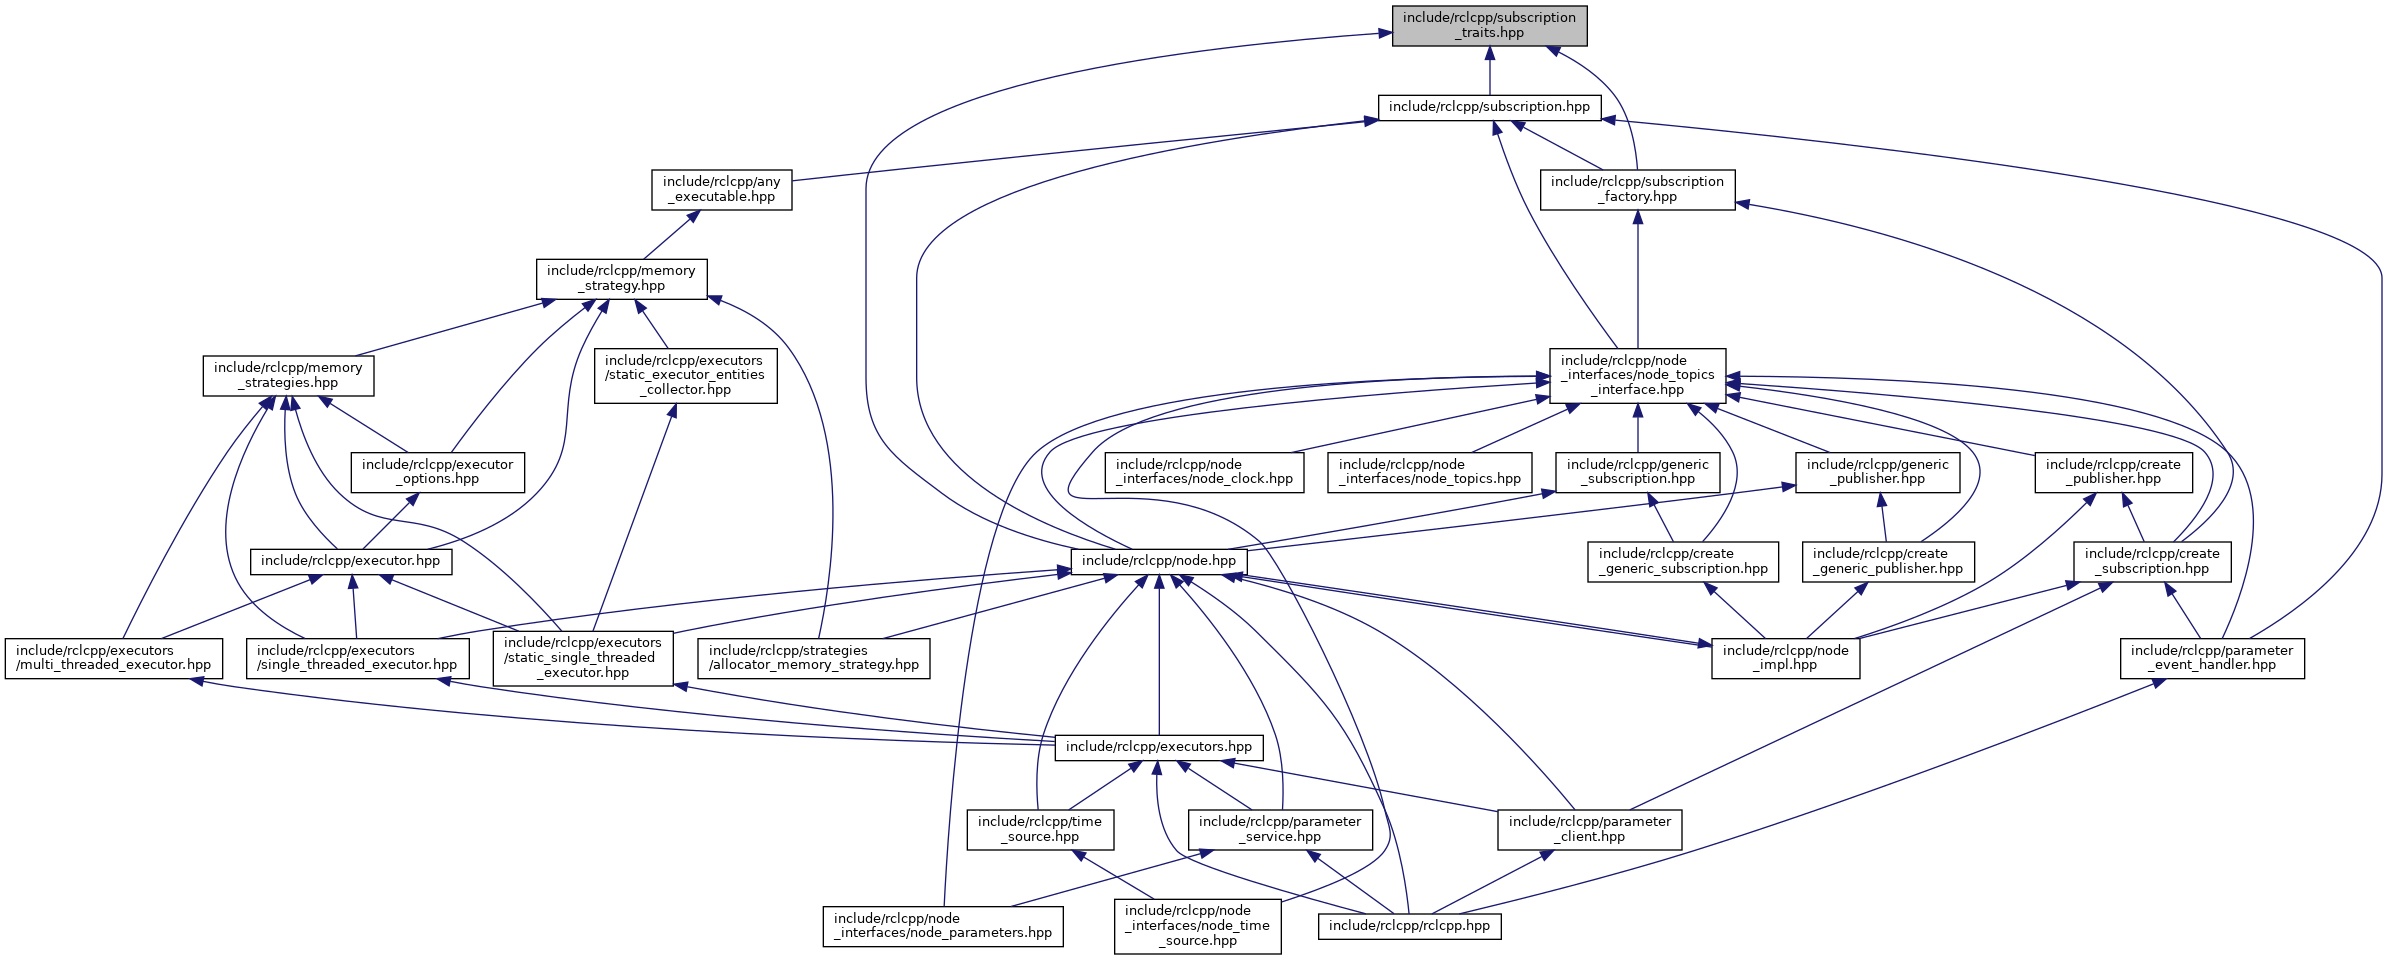 include/rclcpp/subscription
_traits.hpp
include/rclcpp/subscription.hpp
include/rclcpp/any
_executable.hpp
include/rclcpp/subscription
_factory.hpp
include/rclcpp/memory
_strategy.hpp
include/rclcpp/memory
_strategies.hpp
include/rclcpp/executors
/static_executor_entities
_collector.hpp
include/rclcpp/node
_interfaces/node_topics
_interface.hpp
include/rclcpp/executor
_options.hpp
include/rclcpp/node
_interfaces/node_clock.hpp
include/rclcpp/node
_interfaces/node_topics.hpp
include/rclcpp/generic
_subscription.hpp
include/rclcpp/generic
_publisher.hpp
include/rclcpp/create
_publisher.hpp
include/rclcpp/executor.hpp
include/rclcpp/node.hpp
include/rclcpp/create
_generic_subscription.hpp
include/rclcpp/create
_generic_publisher.hpp
include/rclcpp/create
_subscription.hpp
include/rclcpp/executors
/multi_threaded_executor.hpp
include/rclcpp/executors
/single_threaded_executor.hpp
include/rclcpp/executors
/static_single_threaded
_executor.hpp
include/rclcpp/strategies
/allocator_memory_strategy.hpp
include/rclcpp/node
_impl.hpp
include/rclcpp/parameter
_event_handler.hpp
include/rclcpp/executors.hpp
include/rclcpp/time
_source.hpp
include/rclcpp/parameter
_service.hpp
include/rclcpp/parameter
_client.hpp
include/rclcpp/node
_interfaces/node_parameters.hpp
include/rclcpp/node
_interfaces/node_time
_source.hpp
include/rclcpp/rclcpp.hpp